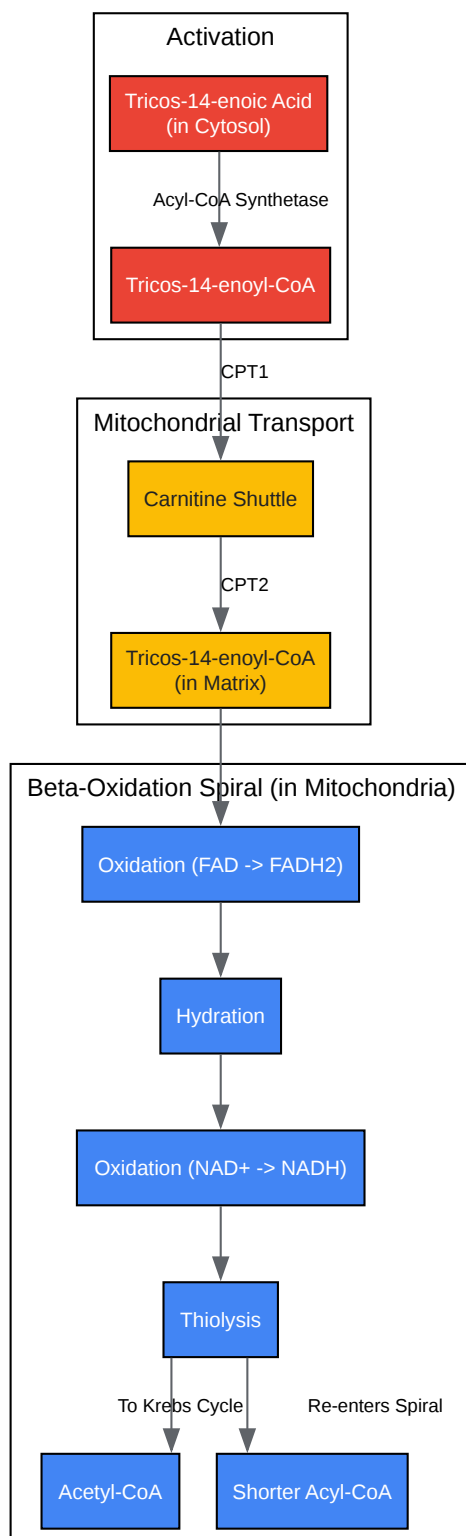 Activation
Tricos-14-enoic Acid
(in Cytosol)
Acyl-CoA Synthetase
Tricos-14-enoyl-CoA
CPT1
Mitochondrial Transport
Carnitine Shuttle
CPT2
Tricos-14-enoyl-CoA
(in Matrix)
Beta-Oxidation Spiral (in Mitochondria)
Oxidation (FAD -> FADH2)
Hydration
Oxidation (NAD+ -> NADH)
Thiolysis
To Krebs Cycle
Re-enters Spiral
Acetyl-CoA
Shorter Acyl-CoA